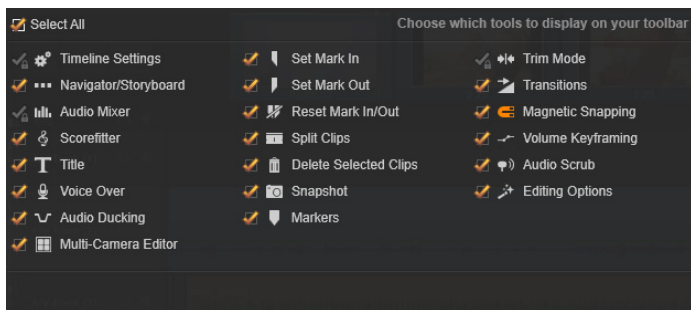 Select All
Choose which tools to display on your toolbar
Timeline Settings
Set Mark In
Trim Mode
Navigator/Storyboard
Set Mark Out
Transitions
Audio Mixer
Reset Mark In/Out
Magnetic Snapping
Scorefitter
Split Clips
Volume Keyframing
Title
Delete Selected Clips
Audio Scrub
Voice Over
Snapshot
Editing Options
Audio Ducking
Markers
Multi-Camera Editor